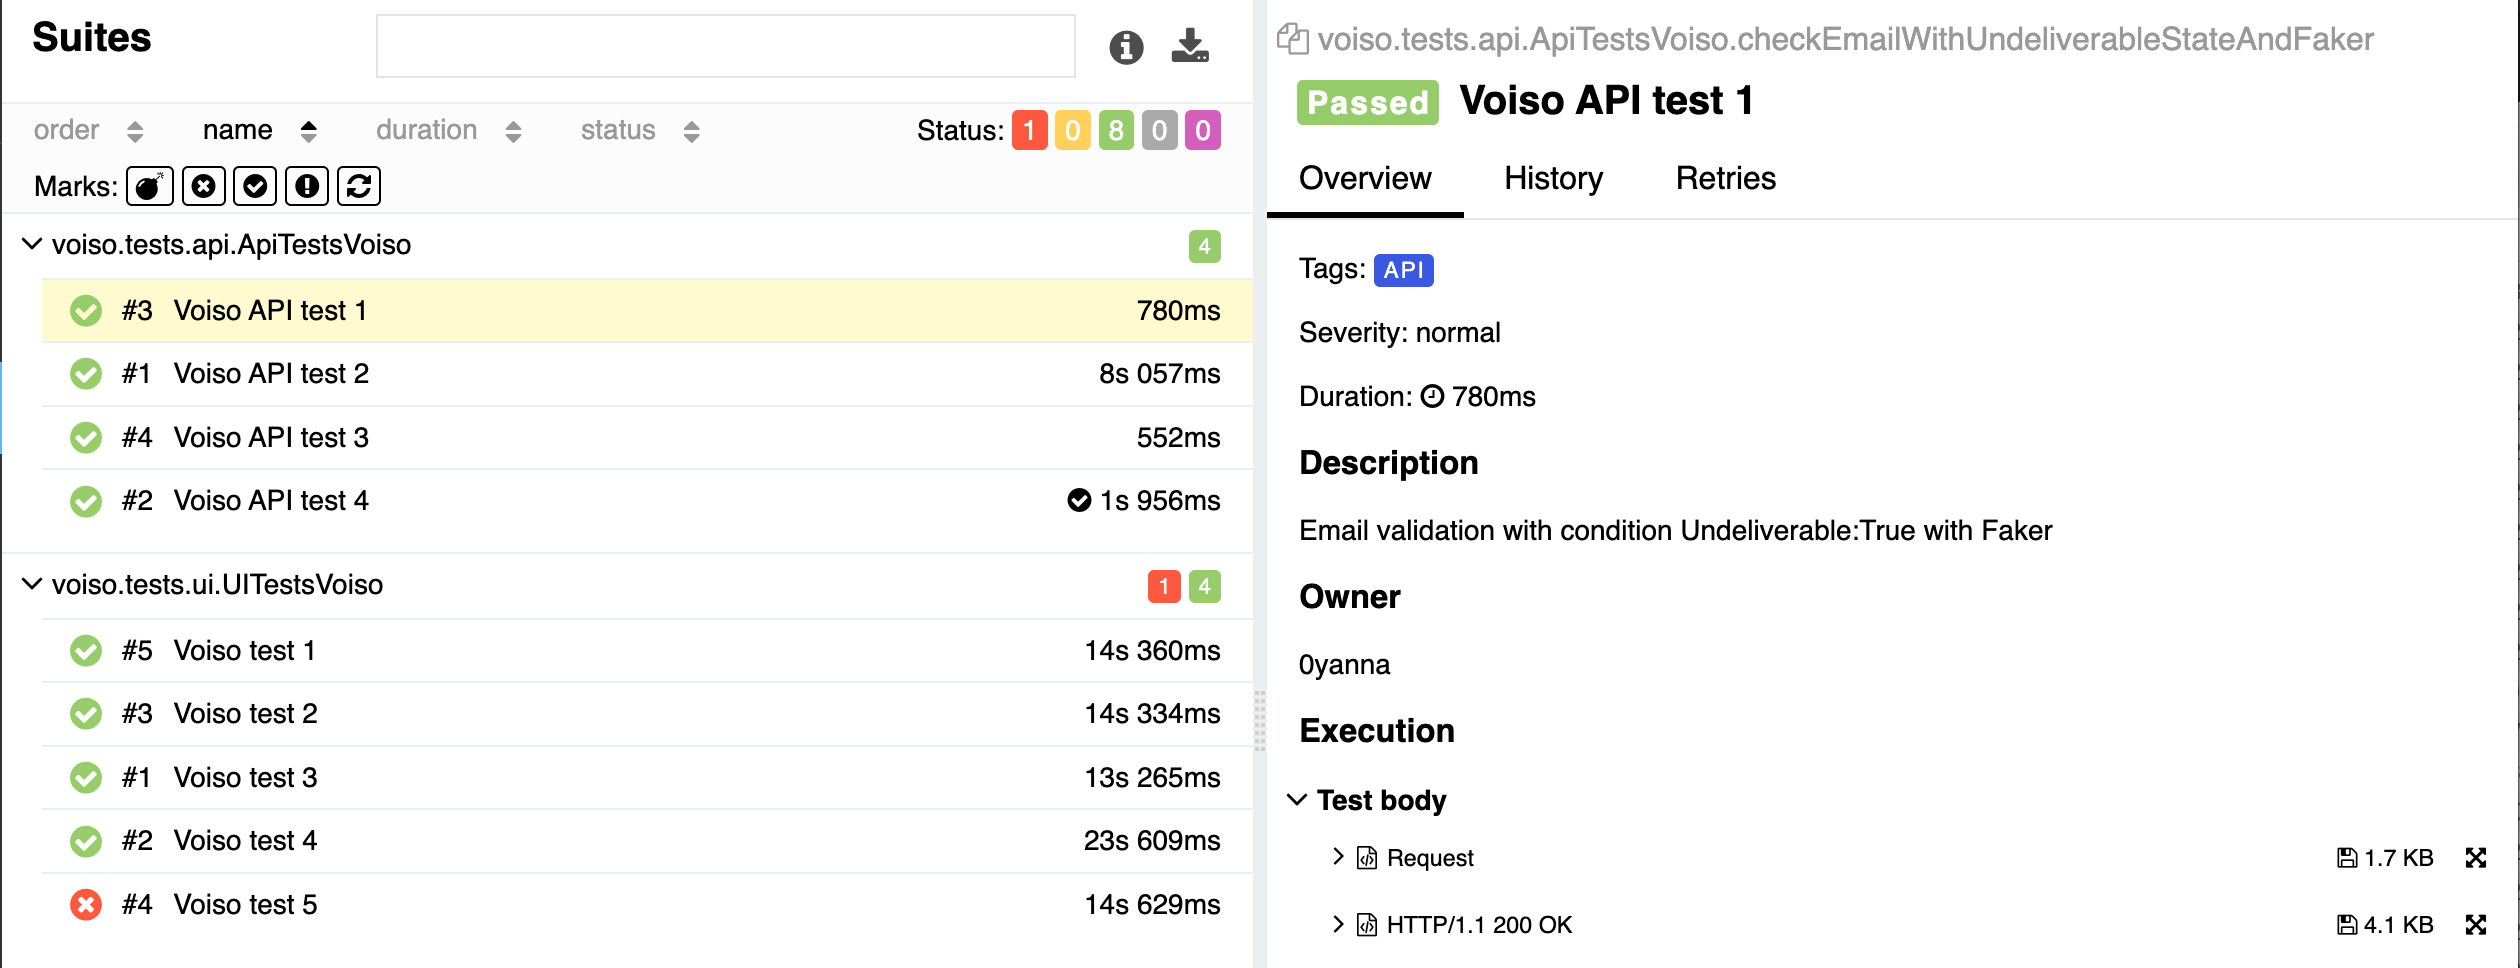 Suites
order name duration status Status: 1 0 8 0 0
Marks:
voiso.tests.api.ApiTestsVoiso 4
#3 Voiso API test 1 780ms
#1 Voiso API test 2 8s 057ms
#4 Voiso API test 3 552ms
#2 Voiso API test 4 1s 956ms
voiso.tests.ui.UITestsVoiso 1 4
#5 Voiso test 1 14s 360ms
#3 Voiso test 2 14s 334ms
#1 Voiso test 3 13s 265ms
#2 Voiso test 4 23s 609ms
#4 Voiso test 5 14s 629ms
voiso.tests.api.ApiTestsVoiso.checkEmailWithUndeliverableStateAndFaker
Passed Voiso API test 1
Overview History Retries
Tags: API
Severity: normal
Duration: 780ms
Description
Email validation with condition Undeliverable:True with Faker
Owner
0yanna
Execution
Test body
Request 1.7 KB
HTTP/1.1 200 OK 4.1 KB